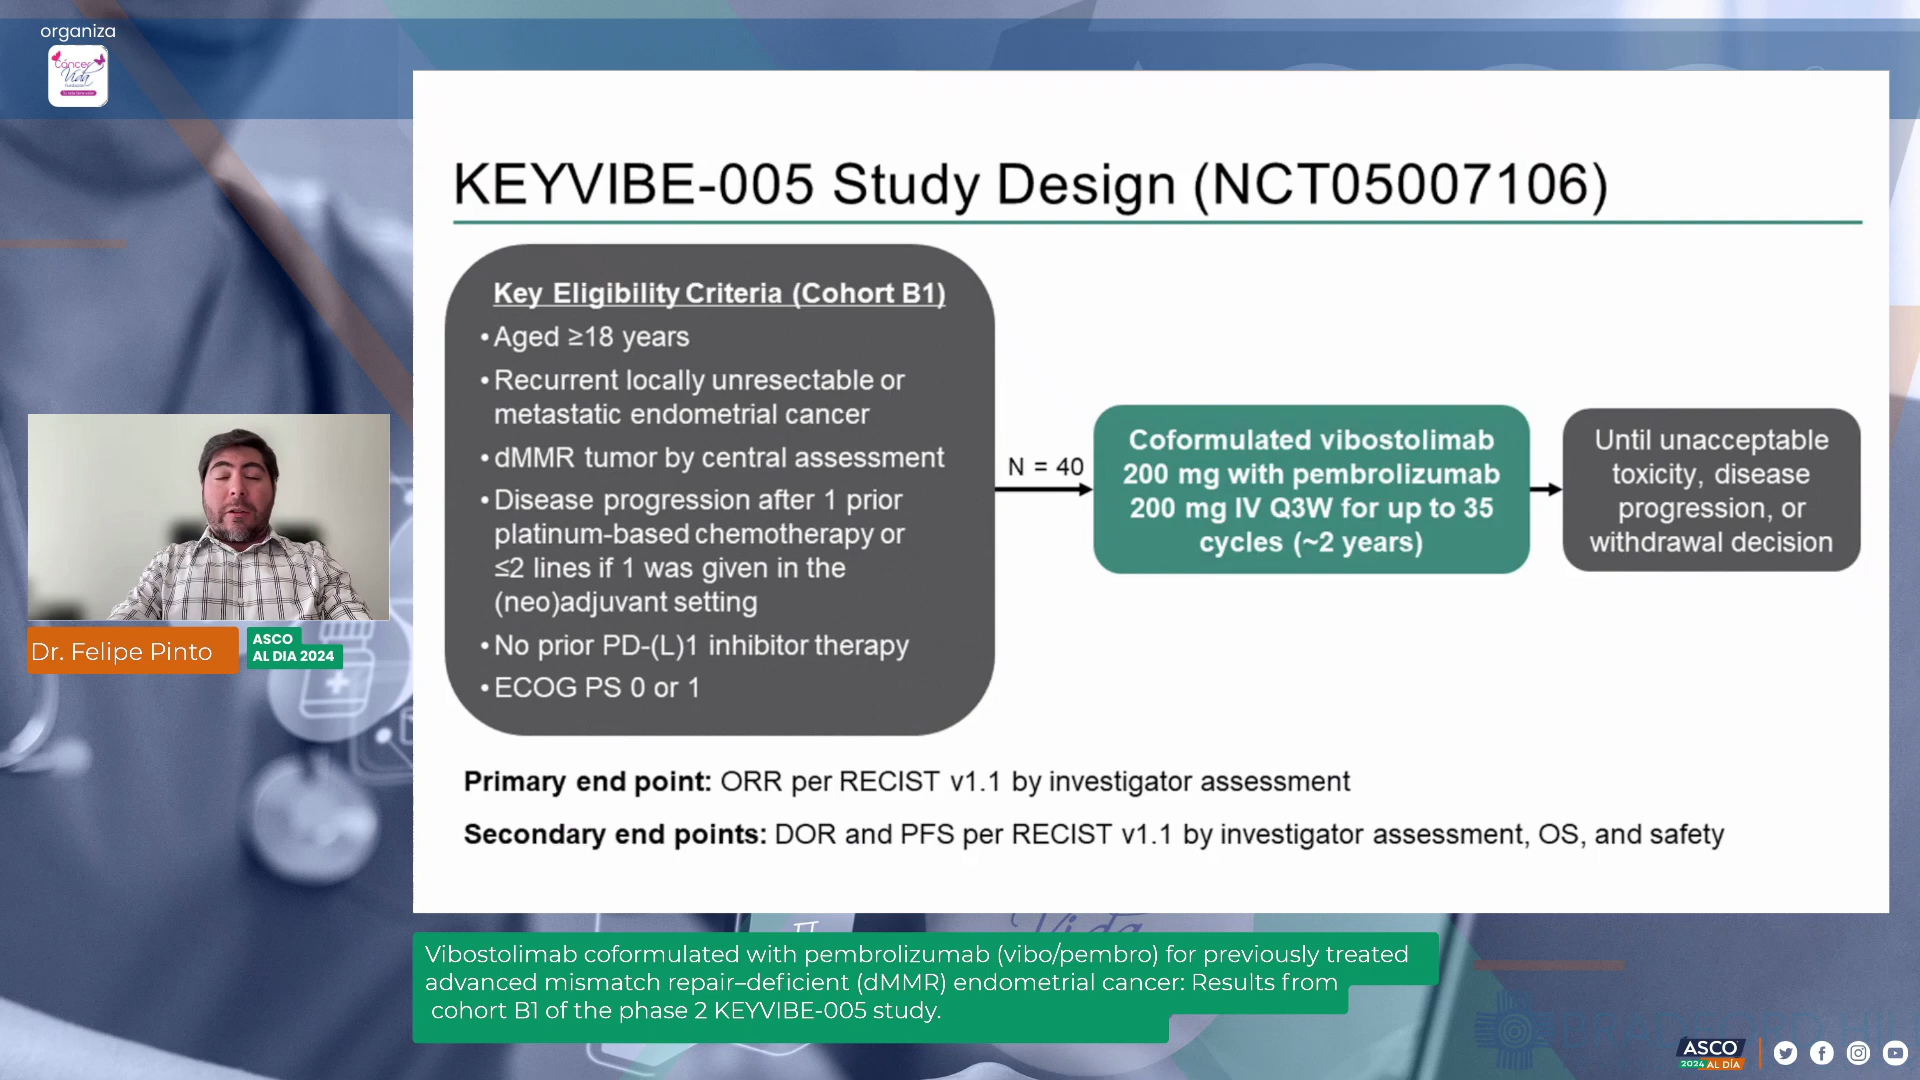 organiza
Cáncer
Vida
KEYVIBE-005 Study Design (NCT05007106)
Key Eligibility Criteria (Cohort B1)
•Aged ≥18 years
•Recurrent locally unresectable or
metastatic endometrial cancer
•dMMR tumor by central assessment
•Disease progression after 1 prior
platinum-based chemotherapy or
≤2 lines if 1 was given in the
(neo)adjuvant setting
•No prior PD-(L)1 inhibitor therapy
•ECOG PS 0 or 1
N = 40
Coformulated vibostolimab
200 mg with pembrolizumab
200 mg IV Q3W for up to 35
cycles (~2 years)
Until unacceptable
toxicity, disease
progression, or
withdrawal decision
Primary end point: ORR per RECIST v1.1 by investigator assessment
Secondary end points: DOR and PFS per RECIST v1.1 by investigator assessment, OS, and safety
Dr. Felipe Pinto
ASCO
AL DIA 2024
Vida
Vibostolimab coformulated with pembrolizumab (vibo/pembro) for previously treated
advanced mismatch repair–deficient (dMMR) endometrial cancer: Results from
cohort B1 of the phase 2 KEYVIBE-005 study.
BRADFORD HILL
ASCO
2024 AL DÍA